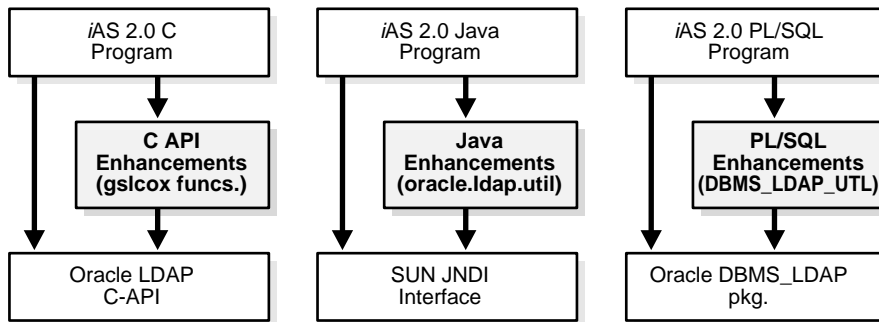 iAS 2.0 C
Program
iAS 2.0 Java
Program
iAS 2.0 PL/SQL
Program
C API
Enhancements
(gslcox funcs.)
Java
Enhancements
(oracle.ldap.util)
PL/SQL
Enhancements
(DBMS_LDAP_UTL)
Oracle LDAP
C-API
SUN JNDI
Interface
Oracle DBMS_LDAP
pkg.